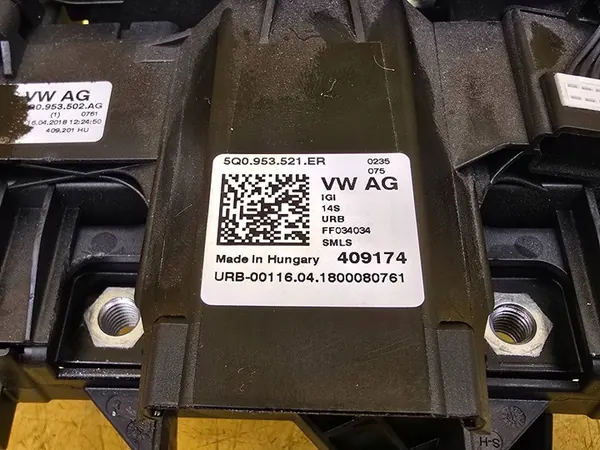 VW AG
Q0.953.502.AG
(1) 0761
16.04.2018 12:24:50
409.201 HU
5Q0.953.521.ER 0235
075
VW AG
IGI
14S
URB
FF034034
SMLS
Made In Hungary 409174
URB-00116.04.1800080761
S-H